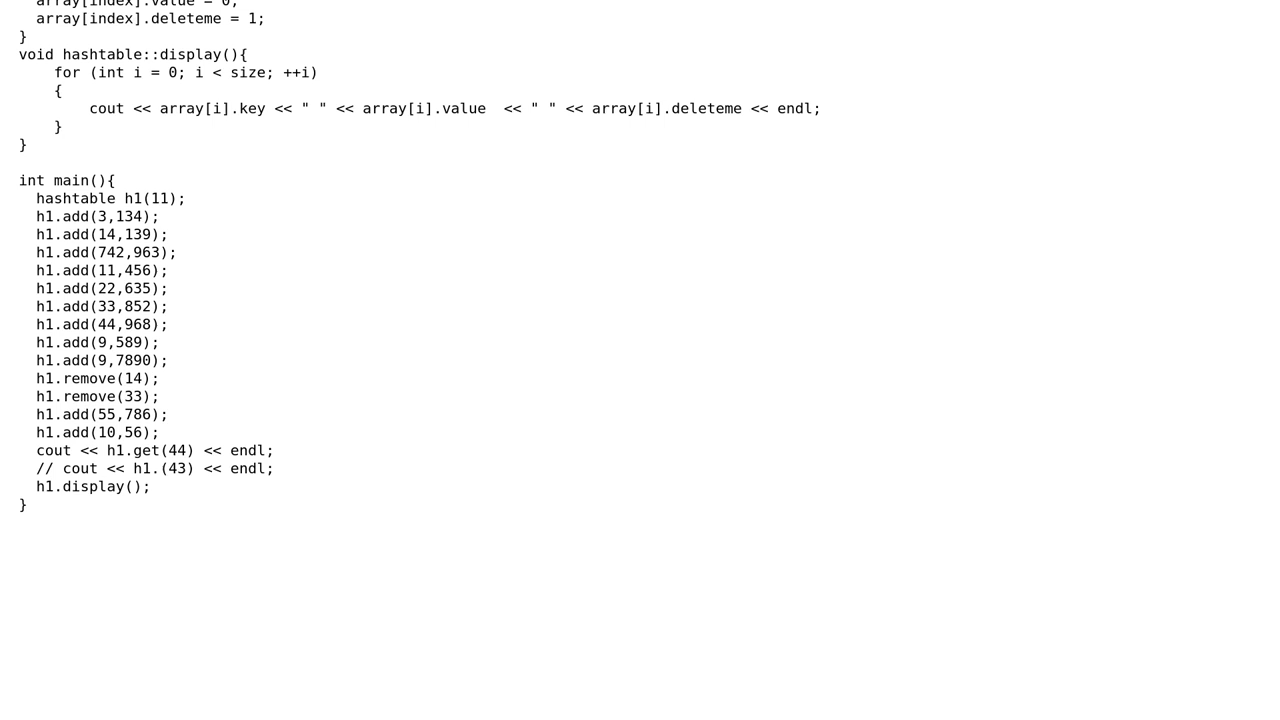 array[index].value = 0;
  array[index].deleteme = 1;
}
void hashtable::display(){
    for (int i = 0; i < size; ++i)
    {
        cout << array[i].key << " " << array[i].value  << " " << array[i].deleteme << endl;
    }
}

int main(){
  hashtable h1(11);
  h1.add(3,134);
  h1.add(14,139);
  h1.add(742,963);
  h1.add(11,456);
  h1.add(22,635);
  h1.add(33,852);
  h1.add(44,968);
  h1.add(9,589);
  h1.add(9,7890);
  h1.remove(14);
  h1.remove(33);
  h1.add(55,786);
  h1.add(10,56);
  cout << h1.get(44) << endl;
  // cout << h1.(43) << endl;
  h1.display();
}